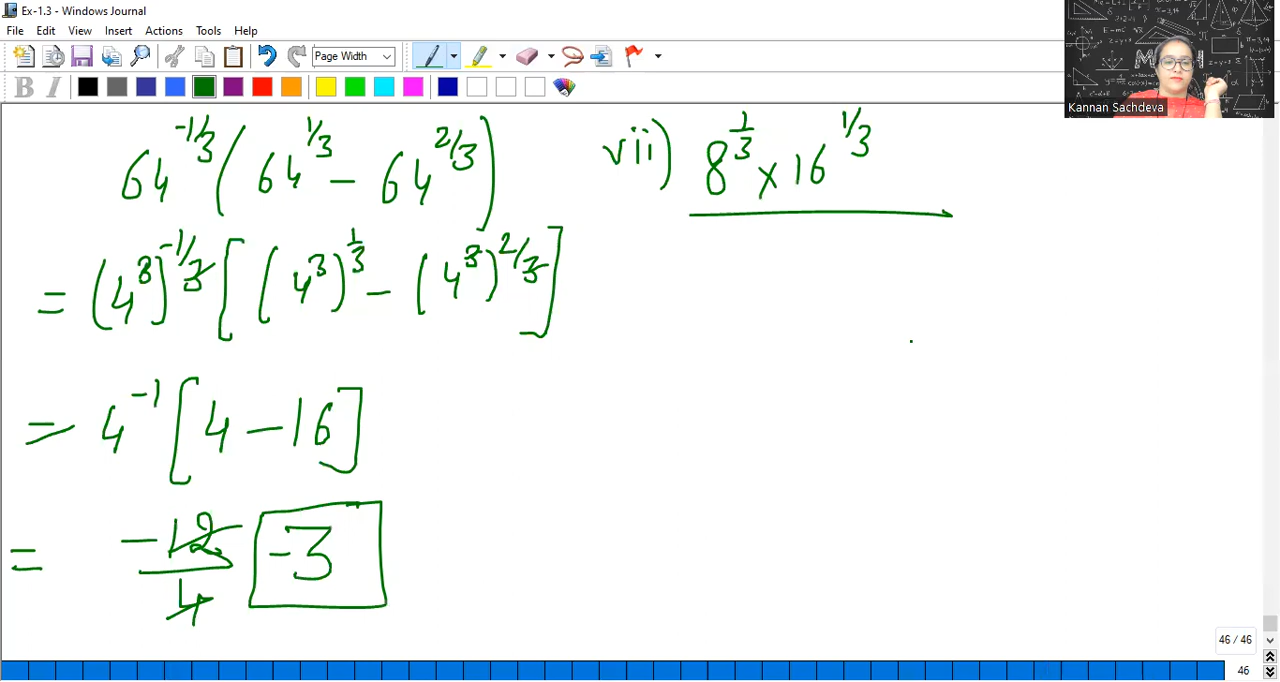 Ex-1.3 - Windows Journal
File Edit View Insert Actions Tools Help
Page Width
Kannan Sachdeva
64^{-1/3} (64^{1/3} - 64^{2/3})
= (4^3)^{-1/3} [(4^3)^{1/3} - (4^3)^{2/3}]
= 4^{-1} [4 - 16]
= -12/4 -3
vii) 8^{1/3} × 16^{1/3}
46 / 46
46